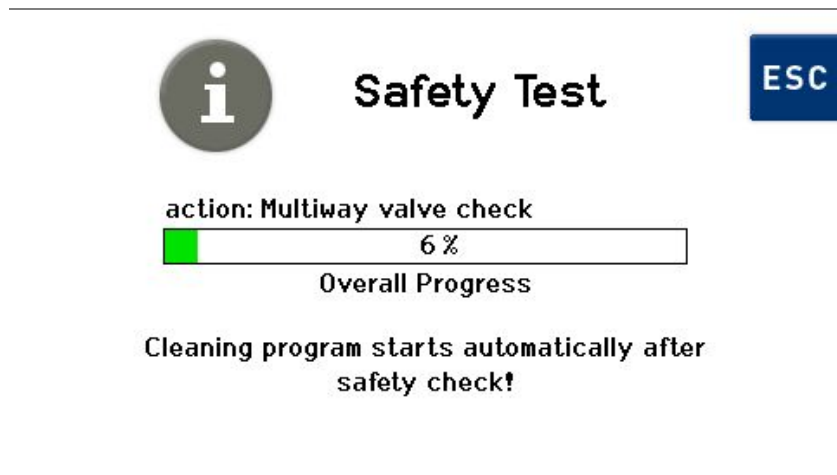 i
Safety Test
ESC
action: Multiway valve check
6 %
Overall Progress
Cleaning program starts automatically after
safety check!